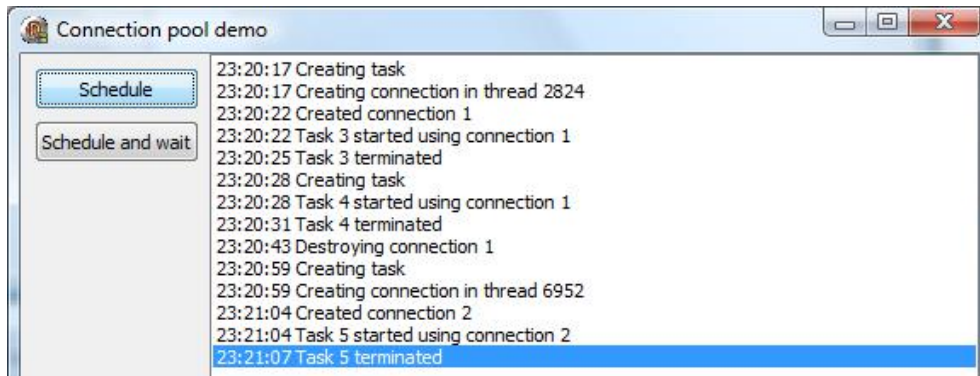 Connection pool demo
Schedule
Schedule and wait
23:20:17 Creating task
23:20:17 Creating connection in thread 2824
23:20:22 Created connection 1
23:20:22 Task 3 started using connection 1
23:20:25 Task 3 terminated
23:20:28 Creating task
23:20:28 Task 4 started using connection 1
23:20:31 Task 4 terminated
23:20:43 Destroying connection 1
23:20:59 Creating task
23:20:59 Creating connection in thread 6952
23:21:04 Created connection 2
23:21:04 Task 5 started using connection 2
23:21:07 Task 5 terminated